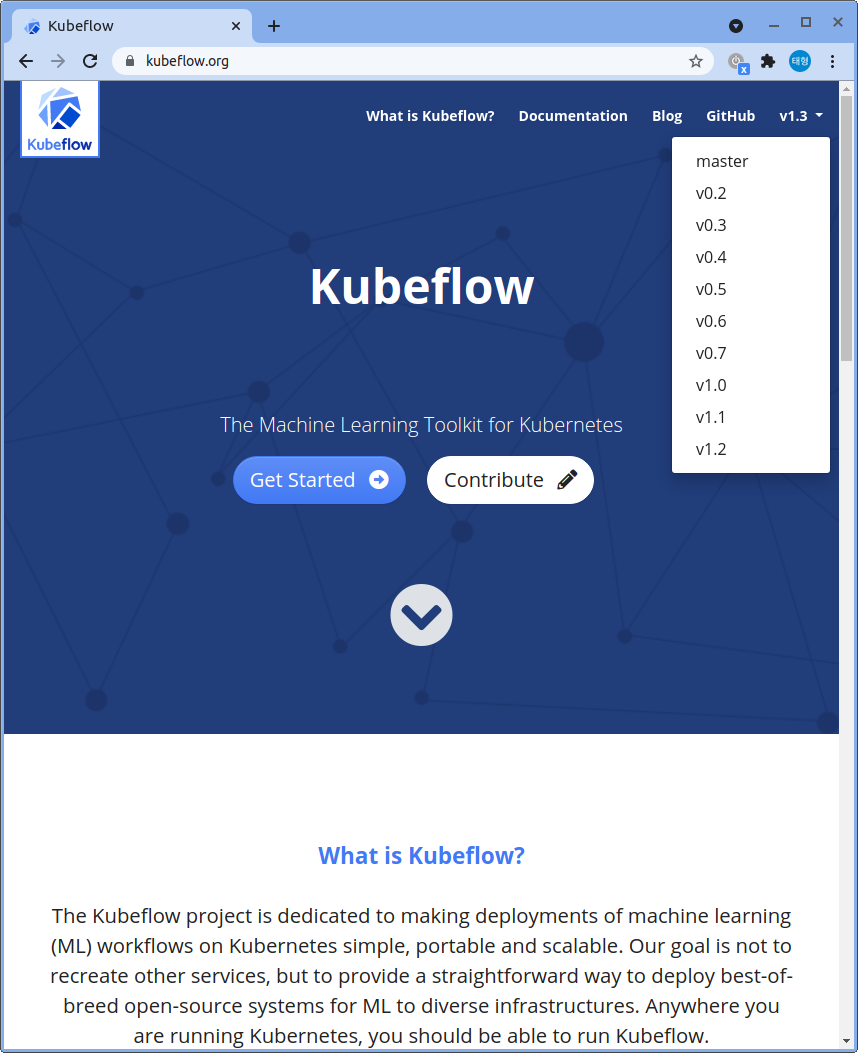 Kubeflow
kubeflow.org
태형
x
Kubeflow
What is Kubeflow?
Documentation
Blog
GitHub
v1.3
master
v0.2
v0.3
v0.4
v0.5
v0.6
v0.7
v1.0
v1.1
v1.2
Kubeflow
The Machine Learning Toolkit for Kubernetes
Get Started
Contribute
What is Kubeflow?
The Kubeflow project is dedicated to making deployments of machine learning
(ML) workflows on Kubernetes simple, portable and scalable. Our goal is not to
recreate other services, but to provide a straightforward way to deploy best-of-
breed open-source systems for ML to diverse infrastructures. Anywhere you
are running Kubernetes, you should be able to run Kubeflow.